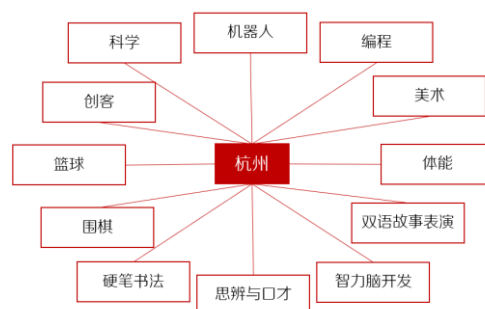 机器人
科学
编程
创客
美术
篮球
杭州
体能
围棋
双语故事表演
硬笔书法
思辨与口才
智力脑开发